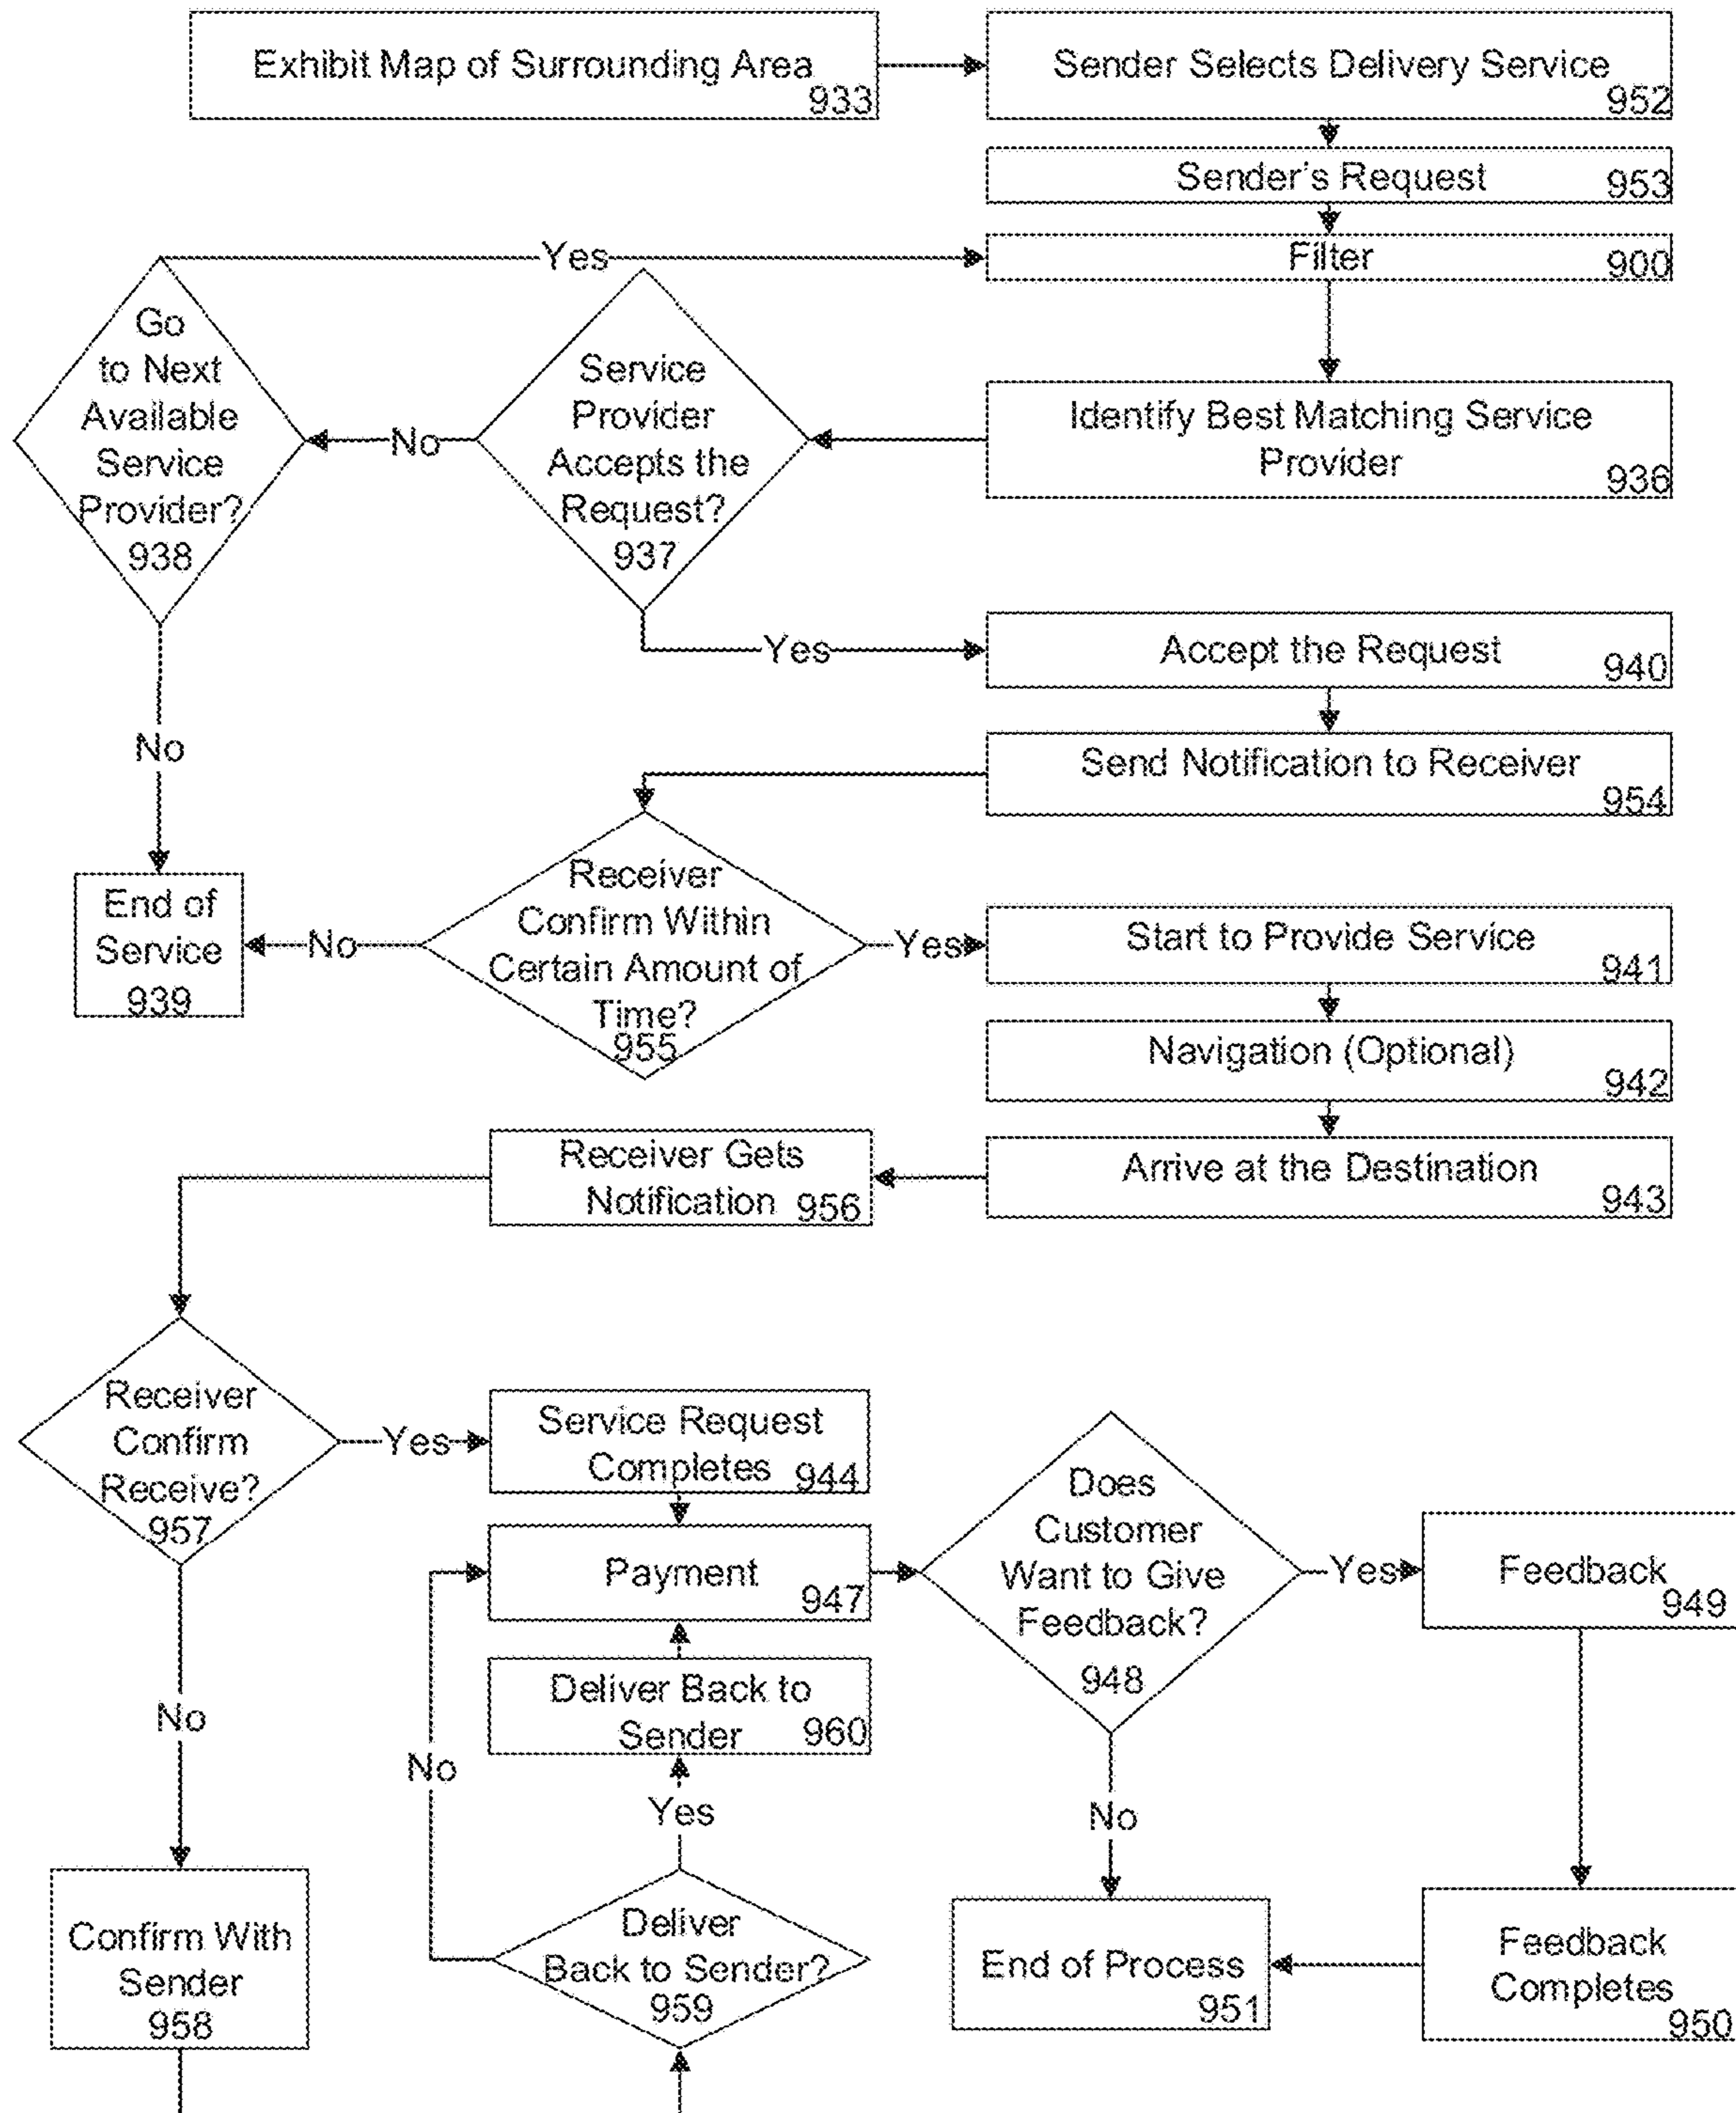 Exhibit Map of Surrounding Area
933
Sender Selects Delivery Service
952
Sender's Request
953
Yes
Filter
900
Go
to Next
Available
Service
Provider?
938
No
Service
Provider
Accepts the
Request?
937
Identify Best Matching Service
Provider
936
Yes
Accept the Request
940
No
Send Notification to Receiver
954
End of
Service
939
No
Receiver
Confirm Within
Certain Amount of
Time?
955
Yes
Start to Provide Service
941
Navigation (Optional)
942
Receiver Gets
Notification 956
Arrive at the Destination
943
Receiver
Confirm
Receive?
957
Yes
Service Request
Completes 944
Payment
947
Does
Customer
Want to Give
Feedback?
948
Yes
Feedback
949
No
Deliver Back to
Sender 960
No
Yes
No
Confirm With
Sender
958
Deliver
Back to Sender?
959
End of Process
951
Feedback
Completes
950